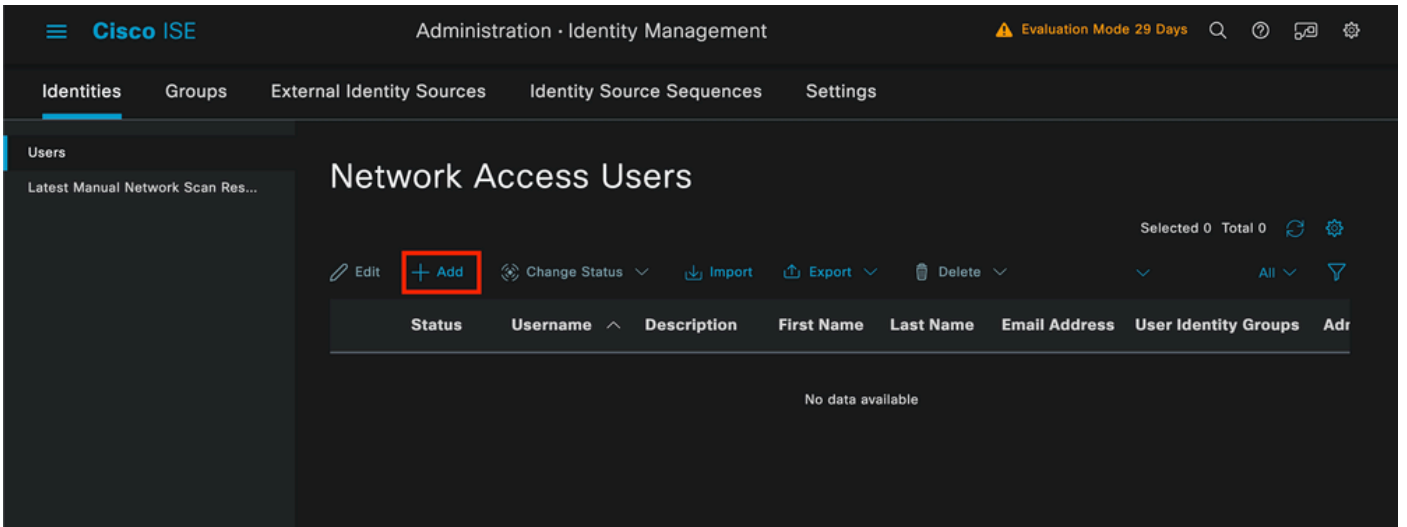 Cisco ISE Administration · Identity Management Evaluation Mode 29 Days
Identities Groups External Identity Sources Identity Source Sequences Settings
Users
Latest Manual Network Scan Res...
Network Access Users
Selected 0 Total 0
Edit + Add Change Status Import Export Delete All
Status Username Description First Name Last Name Email Address User Identity Groups Adr
No data available